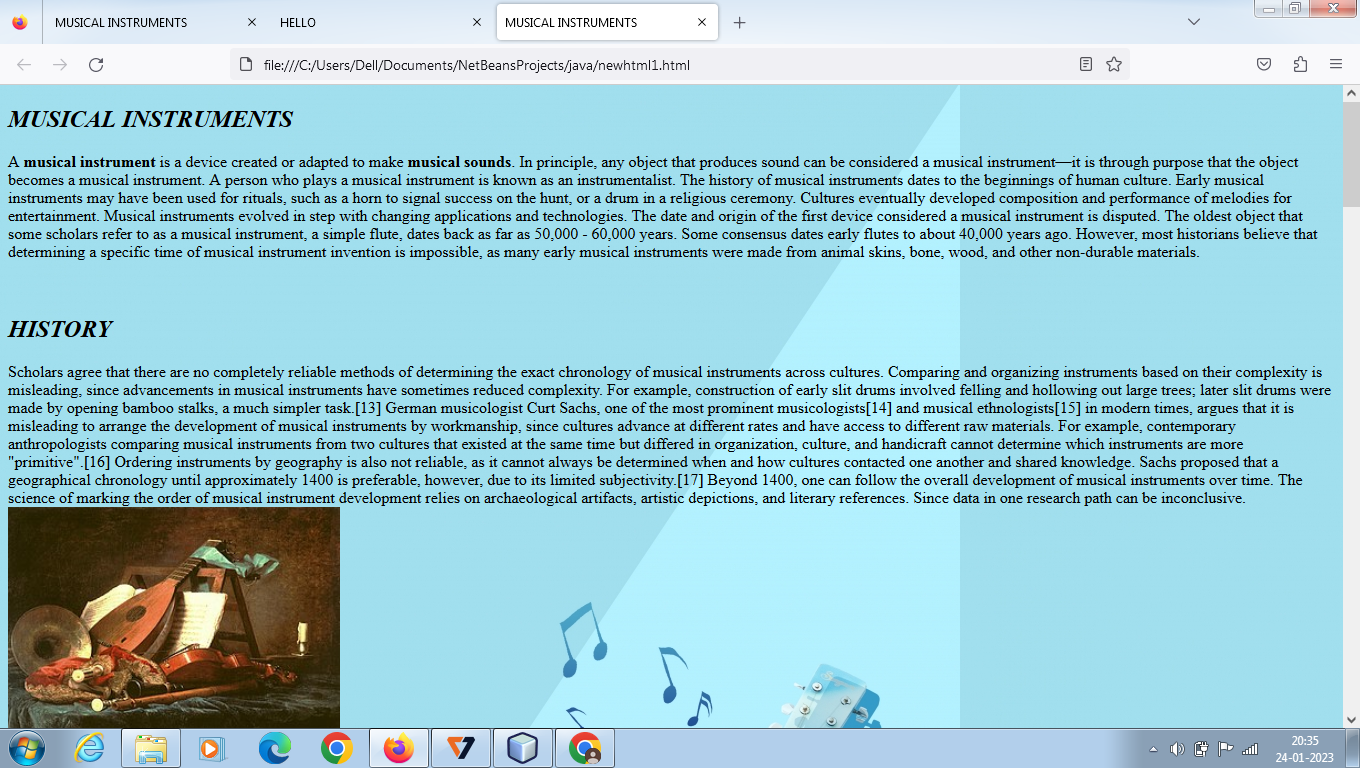 MUSICAL INSTRUMENTS
HELLO
MUSICAL INSTRUMENTS
file:///C:/Users/Dell/Documents/NetBeansProjects/java/newhtml1.html
MUSICAL INSTRUMENTS
A musical instrument is a device created or adapted to make musical sounds. In principle, any object that produces sound can be considered a musical instrument—it is through purpose that the object
becomes a musical instrument. A person who plays a musical instrument is known as an instrumentalist. The history of musical instruments dates to the beginnings of human culture. Early musical
instruments may have been used for rituals, such as a horn to signal success on the hunt, or a drum in a religious ceremony. Cultures eventually developed composition and performance of melodies for
entertainment. Musical instruments evolved in step with changing applications and technologies. The date and origin of the first device considered a musical instrument is disputed. The oldest object that
some scholars refer to as a musical instrument, a simple flute, dates back as far as 50,000 - 60,000 years. Some consensus dates early flutes to about 40,000 years ago. However, most historians believe that
determining a specific time of musical instrument invention is impossible, as many early musical instruments were made from animal skins, bone, wood, and other non-durable materials.
HISTORY
Scholars agree that there are no completely reliable methods of determining the exact chronology of musical instruments across cultures. Comparing and organizing instruments based on their complexity is
misleading, since advancements in musical instruments have sometimes reduced complexity. For example, construction of early slit drums involved felling and hollowing out large trees; later slit drums were
made by opening bamboo stalks, a much simpler task.[13] German musicologist Curt Sachs, one of the most prominent musicologists[14] and musical ethnologists[15] in modern times, argues that it is
misleading to arrange the development of musical instruments by workmanship, since cultures advance at different rates and have access to different raw materials. For example, contemporary
anthropologists comparing musical instruments from two cultures that existed at the same time but differed in organization, culture, and handicraft cannot determine which instruments are more
"primitive".[16] Ordering instruments by geography is also not reliable, as it cannot always be determined when and how cultures contacted one another and shared knowledge. Sachs proposed that a
geographical chronology until approximately 1400 is preferable, however, due to its limited subjectivity.[17] Beyond 1400, one can follow the overall development of musical instruments over time. The
science of marking the order of musical instrument development relies on archaeological artifacts, artistic depictions, and literary references. Since data in one research path can be inconclusive.
20:35
24-01-2023